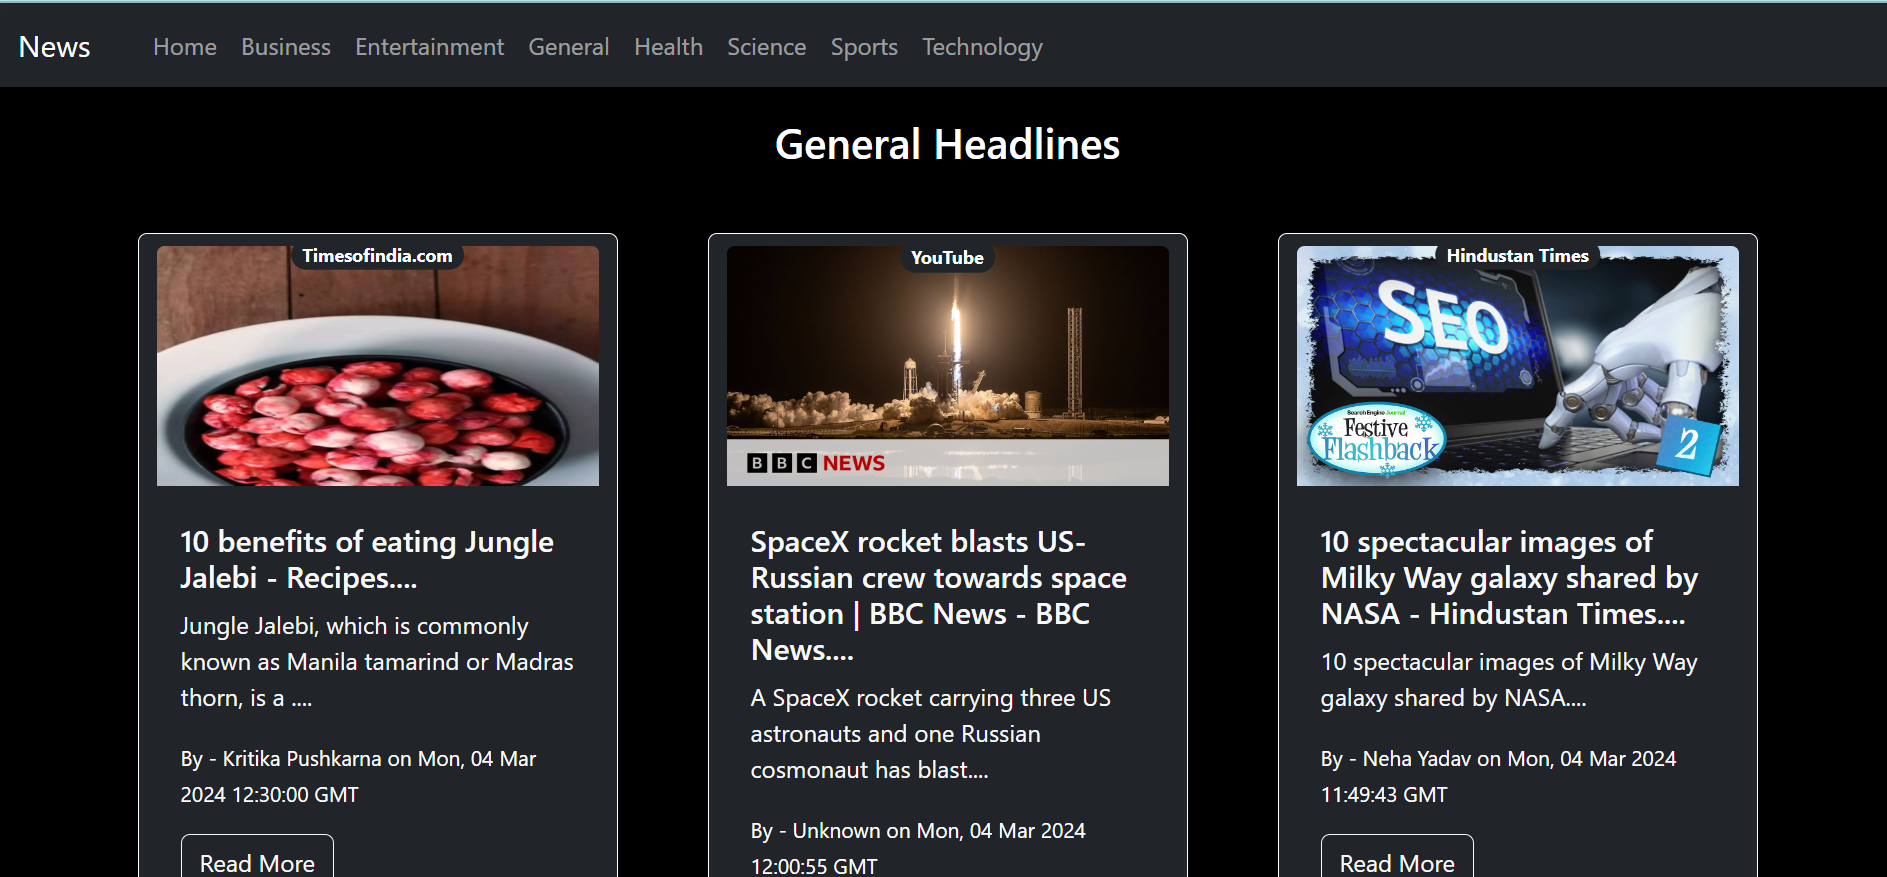 News
Home Business Entertainment General Health Science Sports Technology
General Headlines
Timesofindia.com
10 benefits of eating Jungle
Jalebi - Recipes....
Jungle Jalebi, which is commonly
known as Manila tamarind or Madras
thorn, is a ....
By - Kritika Pushkarna on Mon, 04 Mar
2024 12:30:00 GMT
Read More
YouTube
BBC NEWS
SpaceX rocket blasts US-
Russian crew towards space
station | BBC News - BBC
News....
A SpaceX rocket carrying three US
astronauts and one Russian
cosmonaut has blast....
By - Unknown on Mon, 04 Mar 2024
12:00:55 GMT
Hindustan Times
SEO
Search Engine Journal
Festive
Flashback
2
10 spectacular images of
Milky Way galaxy shared by
NASA - Hindustan Times....
10 spectacular images of Milky Way
galaxy shared by NASA....
By - Neha Yadav on Mon, 04 Mar 2024
11:49:43 GMT
Read More